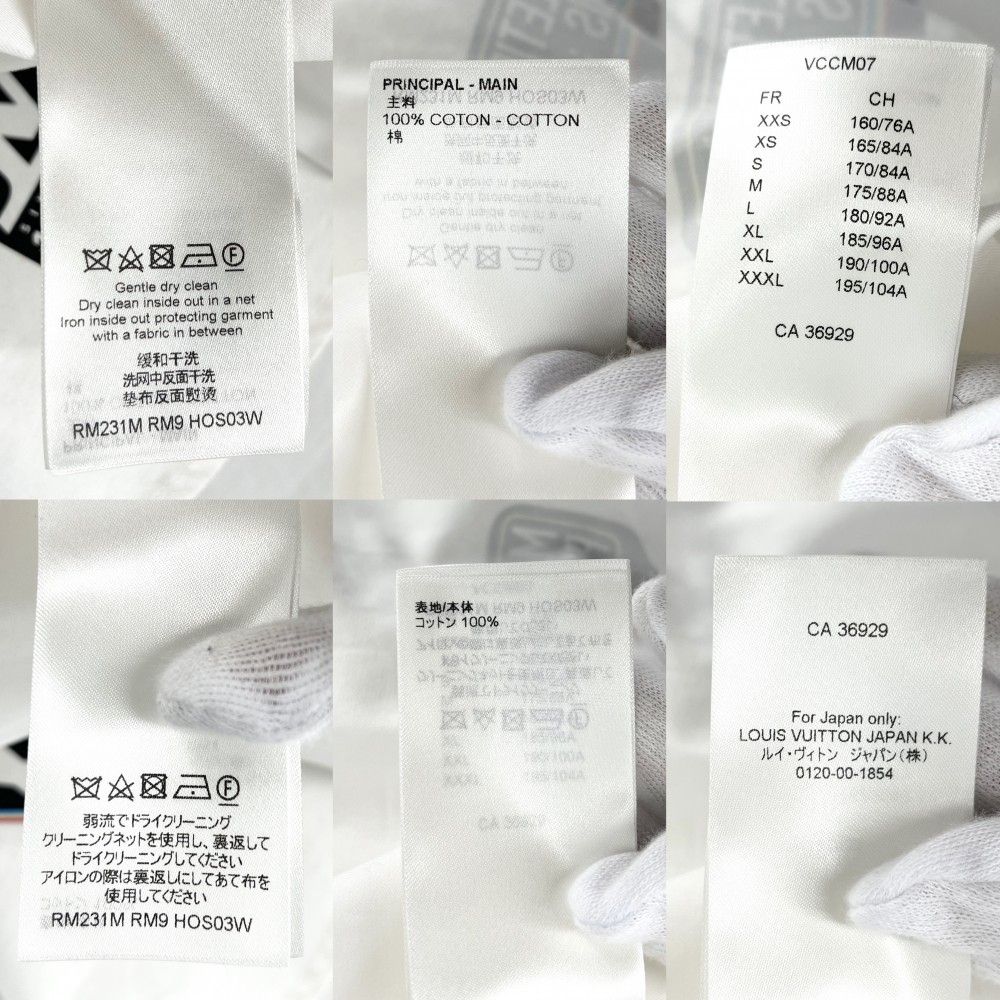 Gentle dry clean
Dry clean inside out in a net
Iron inside out protecting garment
with a fabric in between
缓和干洗
洗网中反面干洗
垫布反面熨烫
RM231M RM9 HOS03W
PRINCIPAL - MAIN
主料
100% COTON - COTTON
棉
VCCM07
FR CH
XXS 160/76A
XS 165/84A
S 170/84A
M 175/88A
L 180/92A
XL 185/96A
XXL 190/100A
XXXL 195/104A
CA 36929
弱流でドライクリーニング
クリーニングネットを使用し、裏返して
ドライクリーニングしてください
アイロンの際は裏返しにしてあて布を
使用してください
RM231M RM9 HOS03W
表地/本体
コットン 100%
CA 36929
For Japan only:
LOUIS VUITTON JAPAN K.K.
ルイ・ヴィトン ジャパン(株)
0120-00-1854